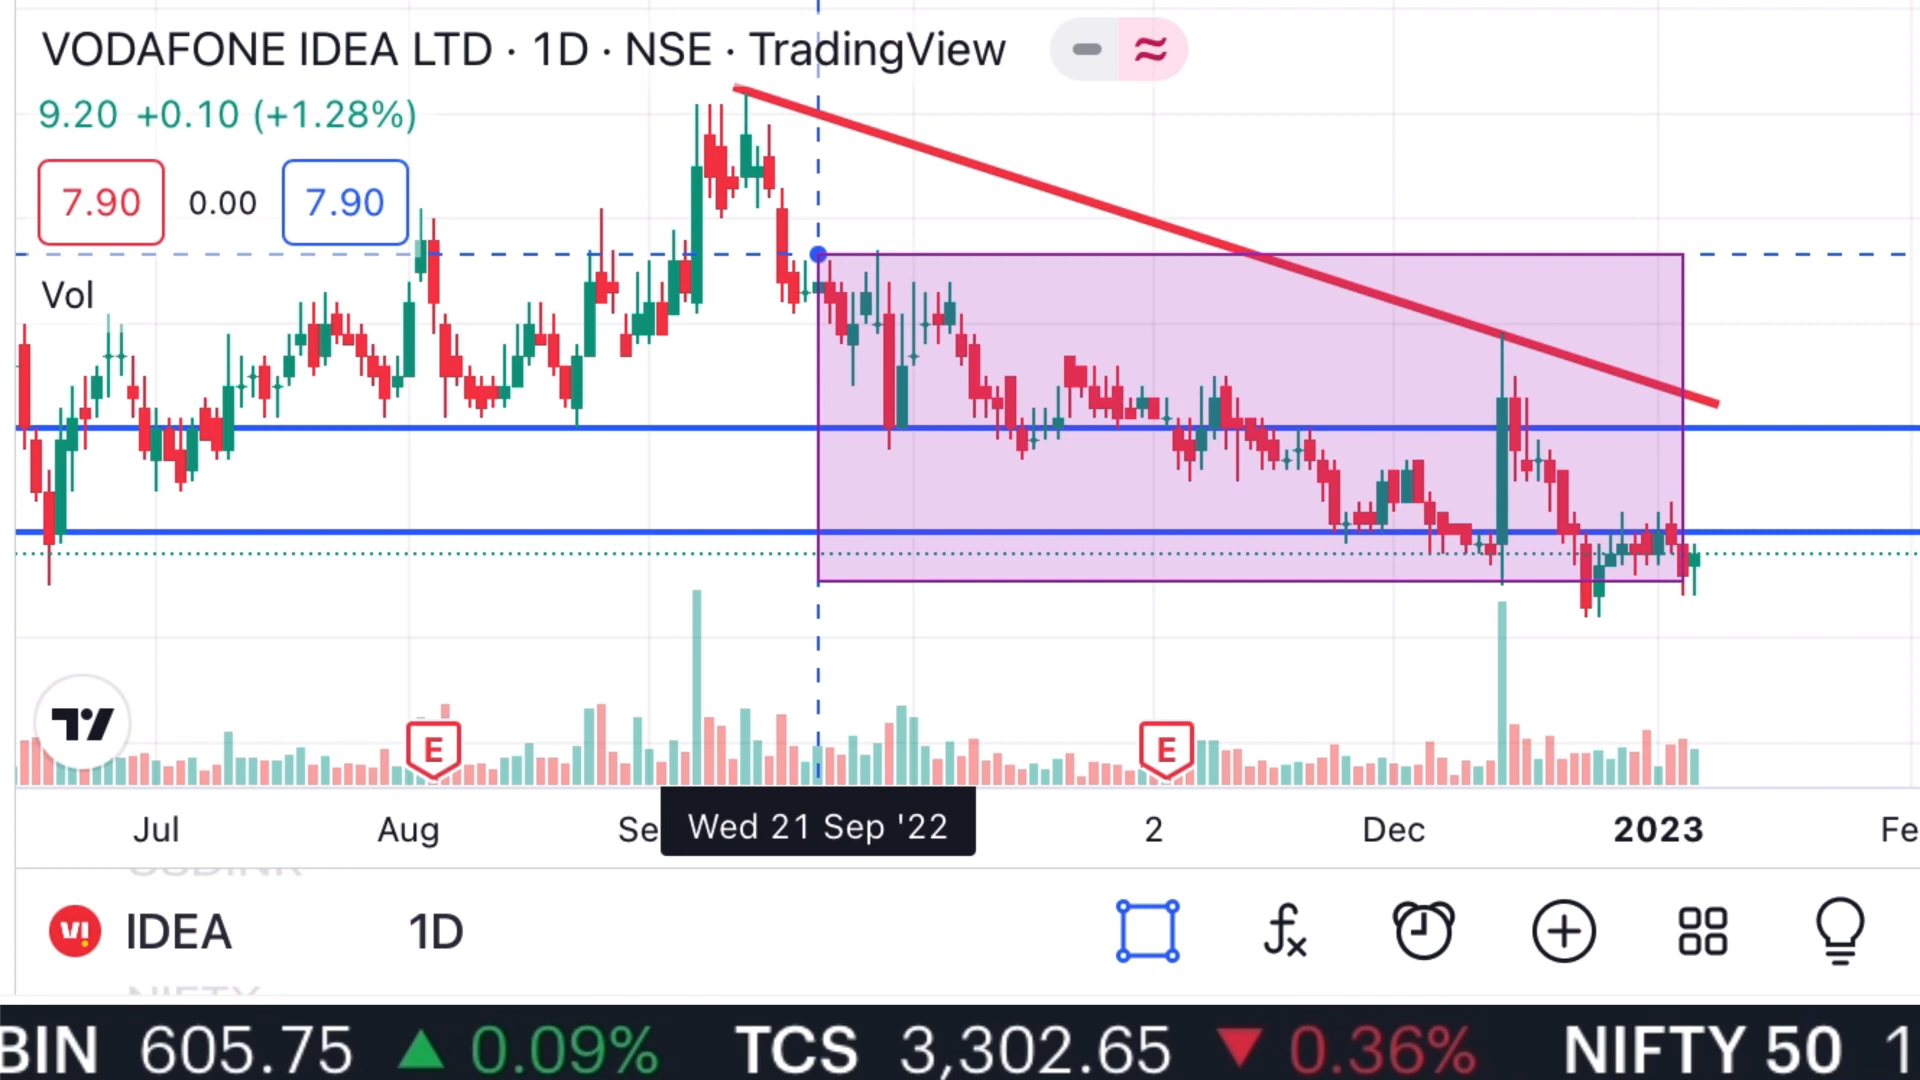 VODAFONE IDEA LTD · 1D · NSE · TradingView
9.20 +0.10 (+1.28%)
7.90 0.00 7.90
Vol
E E
Jul Aug Se Wed 21 Sep '22 2 Dec 2023 Fe
VI IDEA 1D
BIN 605.75 ▲ 0.09% TCS 3,302.65 ▼ 0.36% NIFTY 50 1